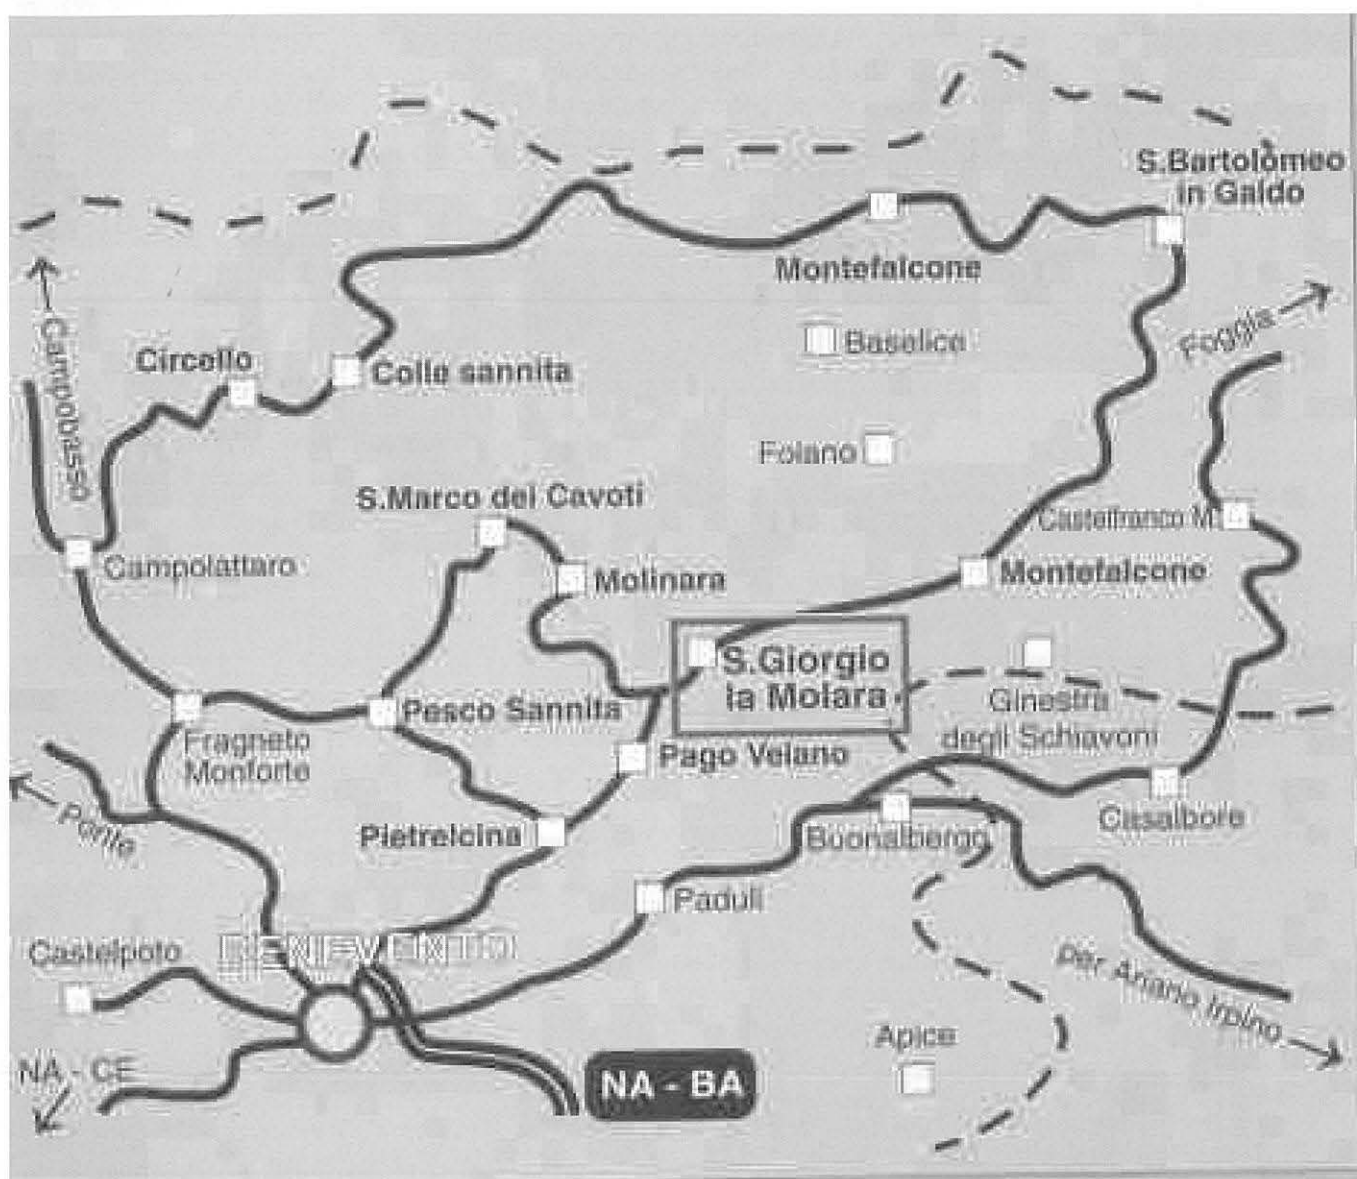 S.Bartolomeo
in Galdo
Montefalcone
Foggia
Campobasso
Circello
Colle sannita
Baselice
Foiano
S.Marco dei Cavoti
Castelfranco M.
Campolattaro
Molinara
Montefalcone
S.Giorgio
la Molara
Pesco Sannita
Ginestra
degli Schiavoni
Fragneto
Monforte
Pago Velano
Ponte
Pietrelcina
Buonalbergo
Casalbore
Paduli
Castelpoto
BENEVENTO
per Ariano Irpino
Apice
NA - CE
NA - BA